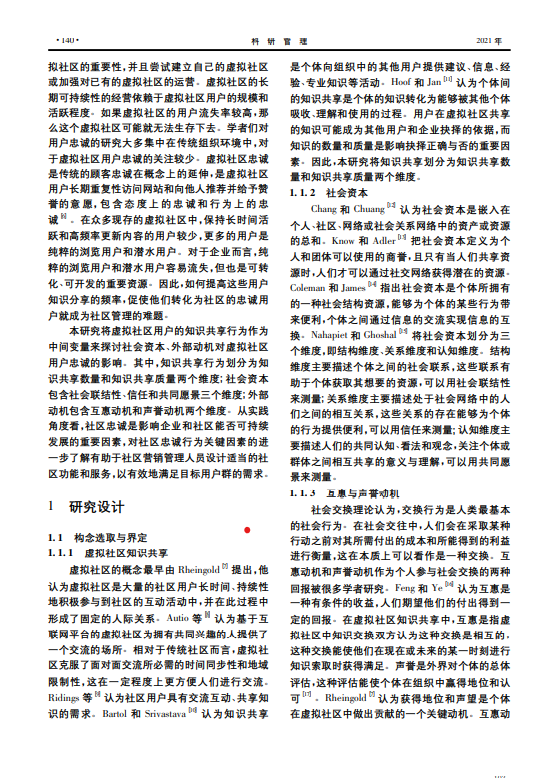 ·140·
科 研 管 理
2021 年
拟社区的重要性,并且尝试建立自己的虚拟社区
或加强对已有的虚拟社区的运营。虚拟社区的长
期可持续性的经营依赖于虚拟社区用户的规模和
活跃程度。如果虚拟社区的用户流失率较高,那
么这个虚拟社区可能就无法生存下去。学者们对
用户忠诚的研究大多集中在传统组织环境中,对
于虚拟社区用户忠诚的关注较少。虚拟社区忠诚
是传统的顾客忠诚在概念上的延伸,是虚拟社区
用户长期重复性访问网站和向他人推荐并给予赞
誉的意愿,包含态度上的忠诚和行为上的忠
诚[6]。在众多现存的虚拟社区中,保持长时间活
跃和高频率更新内容的用户较少,更多的用户是
纯粹的浏览用户和潜水用户。对于企业而言,纯
粹的浏览用户和潜水用户容易流失,但也是可转
化、可开发的重要资源。因此,如何提高这些用户
知识分享的频率,促使他们转化为社区的忠诚用
户就成为社区管理的难题。
本研究将虚拟社区用户的知识共享行为作为
中间变量来探讨社会资本、外部动机对虚拟社区
用户忠诚的影响。其中,知识共享行为划分为知
识共享数量和知识共享质量两个维度;社会资本
包含社会联结性、信任和共同愿景三个维度;外部
动机包含互惠动机和声誉动机两个维度。从实践
角度看,社区忠诚是影响企业和社区能否可持续
发展的重要因素,对社区忠诚行为关键因素的进
一步了解有助于社区营销管理人员设计适当的社
区功能和服务,以有效地满足目标用户群的需求。
1 研究设计
1.1 构念选取与界定
1.1.1 虚拟社区知识共享
虚拟社区的概念最早由 Rheingold[7] 提出,他
认为虚拟社区是大量的社区用户长时间、持续性
地积极参与到社区的互动活动中,并在此过程中
形成了固定的人际关系。Autio 等[8] 认为基于互
联网平台的虚拟社区为拥有共同兴趣的人提供了
一个交流的场所。相对于传统社区而言,虚拟社
区克服了面对面交流所必需的时间同步性和地域
限制性,这在一定程度上更方便人们进行交流。
Ridings 等[9] 认为社区用户具有交流互动、共享知
识的需求。Bartol 和 Srivastava[10] 认为知识共享
是个体向组织中的其他用户提供建议、信息、经
验、专业知识等活动。Hoof 和 Jan[11] 认为个体间
的知识共享是个体的知识转化为能够被其他个体
吸收、理解和使用的过程。用户在虚拟社区共享
的知识可能成为其他用户和企业抉择的依据,而
知识的数量和质量是影响抉择正确与否的重要因
素。因此,本研究将知识共享划分为知识共享数
量和知识共享质量两个维度。
1.1.2 社会资本
Chang 和 Chuang[12] 认为社会资本是嵌入在
个人、社区、网络或社会关系网络中的资产或资源
的总和。Know 和 Adler[13] 把社会资本定义为个
人和团体可以使用的商誉,且只有当人们共享资
源时,人们才可以通过社交网络获得潜在的资源。
Coleman 和 James[14] 指出社会资本是个体所拥有
的一种社会结构资源,能够为个体的某些行为带
来便利,个体之间通过信息的交流实现信息的互
换。Nahapiet 和 Ghoshal[15] 将社会资本划分为三
个维度,即结构维度、关系维度和认知维度。结构
维度主要描述个体之间的社会联系,这些联系有
助于个体获取其想要的资源,可以用社会联结性
来测量;关系维度主要描述处于社会网络中的人
们之间的相互关系,这些关系的存在能够为个体
的行为提供便利,可以用信任来测量;认知维度主
要描述人们的共同认知、看法和观念,关注个体或
群体之间相互共享的意义与理解,可以用共同愿
景来测量。
1.1.3 互惠与声誉动机
社会交换理论认为,交换行为是人类最基本
的社会行为。在社会交往中,人们会在采取某种
行动之前对其所需付出的成本和所能得到的利益
进行衡量,这在本质上可以看作是一种交换。互
惠动机和声誉动机作为个人参与社会交换的两种
回报被很多学者研究。Feng 和 Ye[16] 认为互惠是
一种有条件的收益,人们期望他们的付出得到一
定的回报。在虚拟社区知识共享中,互惠是指虚
拟社区中知识交换双方认为这种交换是相互的,
这种交换能使他们在现在或未来的某一时刻进行
知识索取时获得满足。声誉是外界对个体的总体
评估,这种评估能使个体在组织中赢得地位和认
可[17]。Rheingold[7] 认为获得地位和声望是个体
在虚拟社区中做出贡献的一个关键动机。互惠动